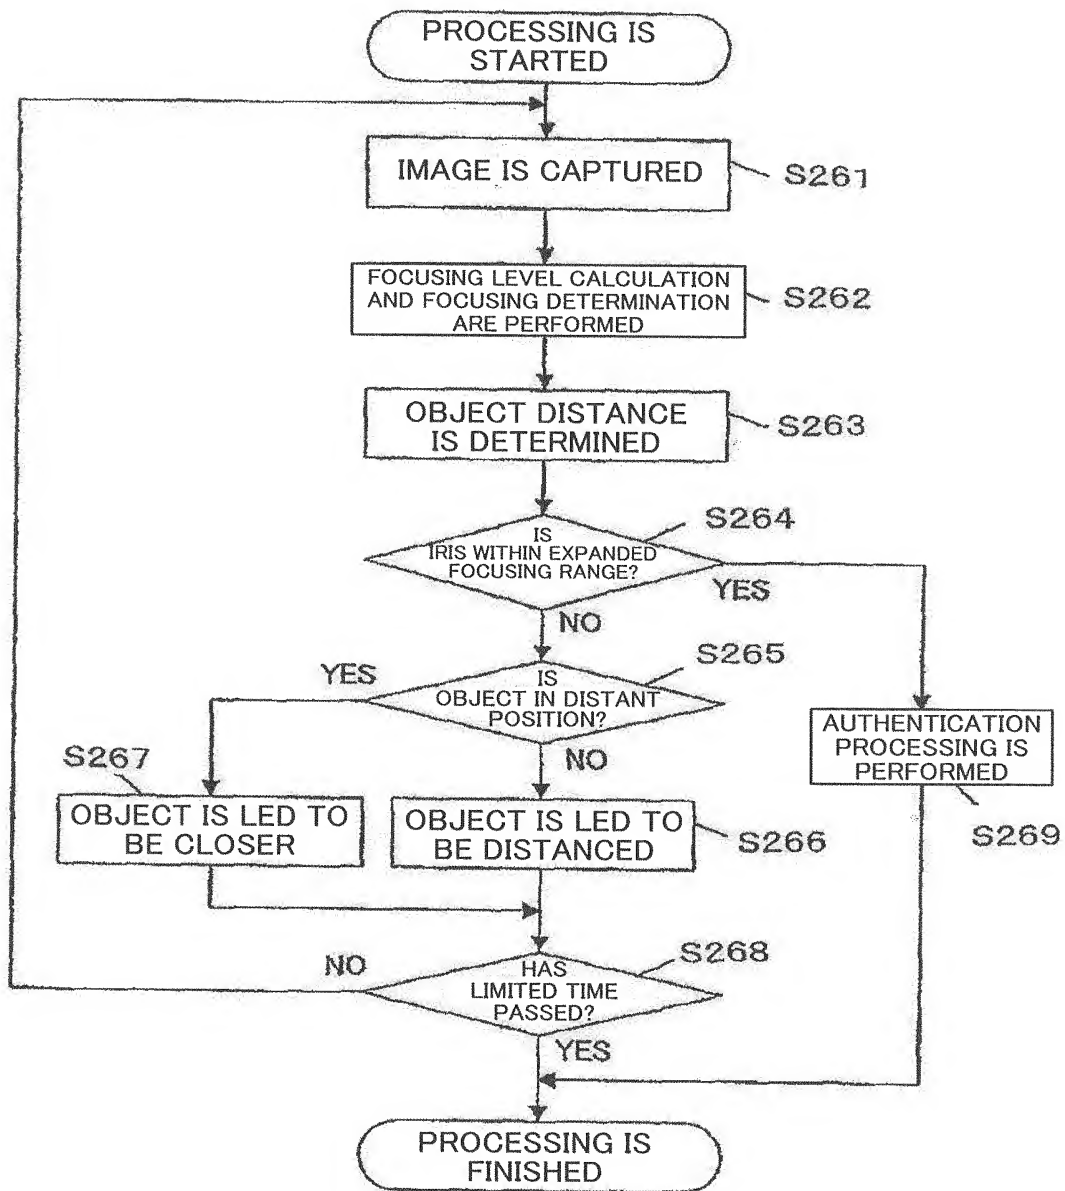 PROCESSING IS
STARTED
IMAGE IS CAPTURED
S261
FOCUSING LEVEL CALCULATION
AND FOCUSING DETERMINATION
ARE PERFORMED
S262
OBJECT DISTANCE
IS DETERMINED
S263
S264
IS
IRIS WITHIN EXPANDED
FOCUSING RANGE?
YES
NO
S265
YES
IS
OBJECT IN DISTANT
POSITION?
NO
AUTHENTICATION
PROCESSING IS
PERFORMED
S269
S267
OBJECT IS LED TO
BE CLOSER
OBJECT IS LED TO
BE DISTANCED
S266
S268
NO
HAS
LIMITED TIME
PASSED?
YES
PROCESSING IS
FINISHED